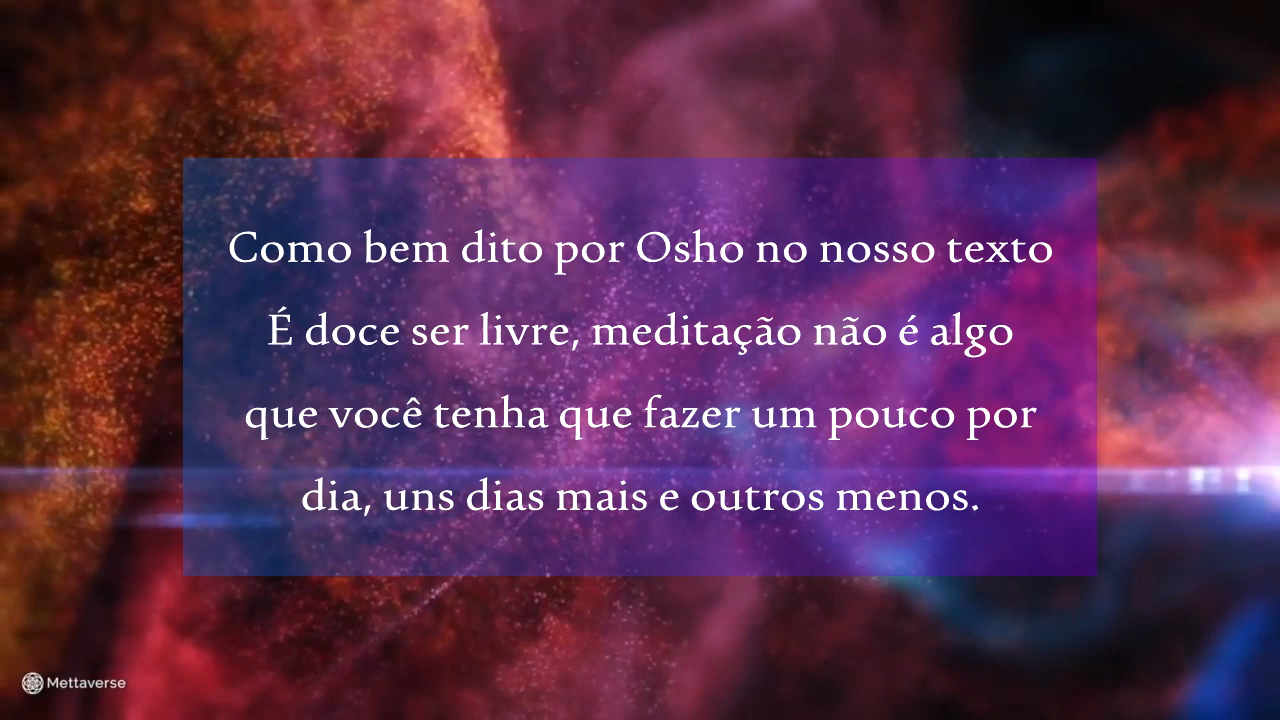 Como bem dito por Osho no nosso texto
É doce ser livre, meditação não é algo
que você tenha que fazer um pouco por
dia, uns dias mais e outros menos.
Mettaverse